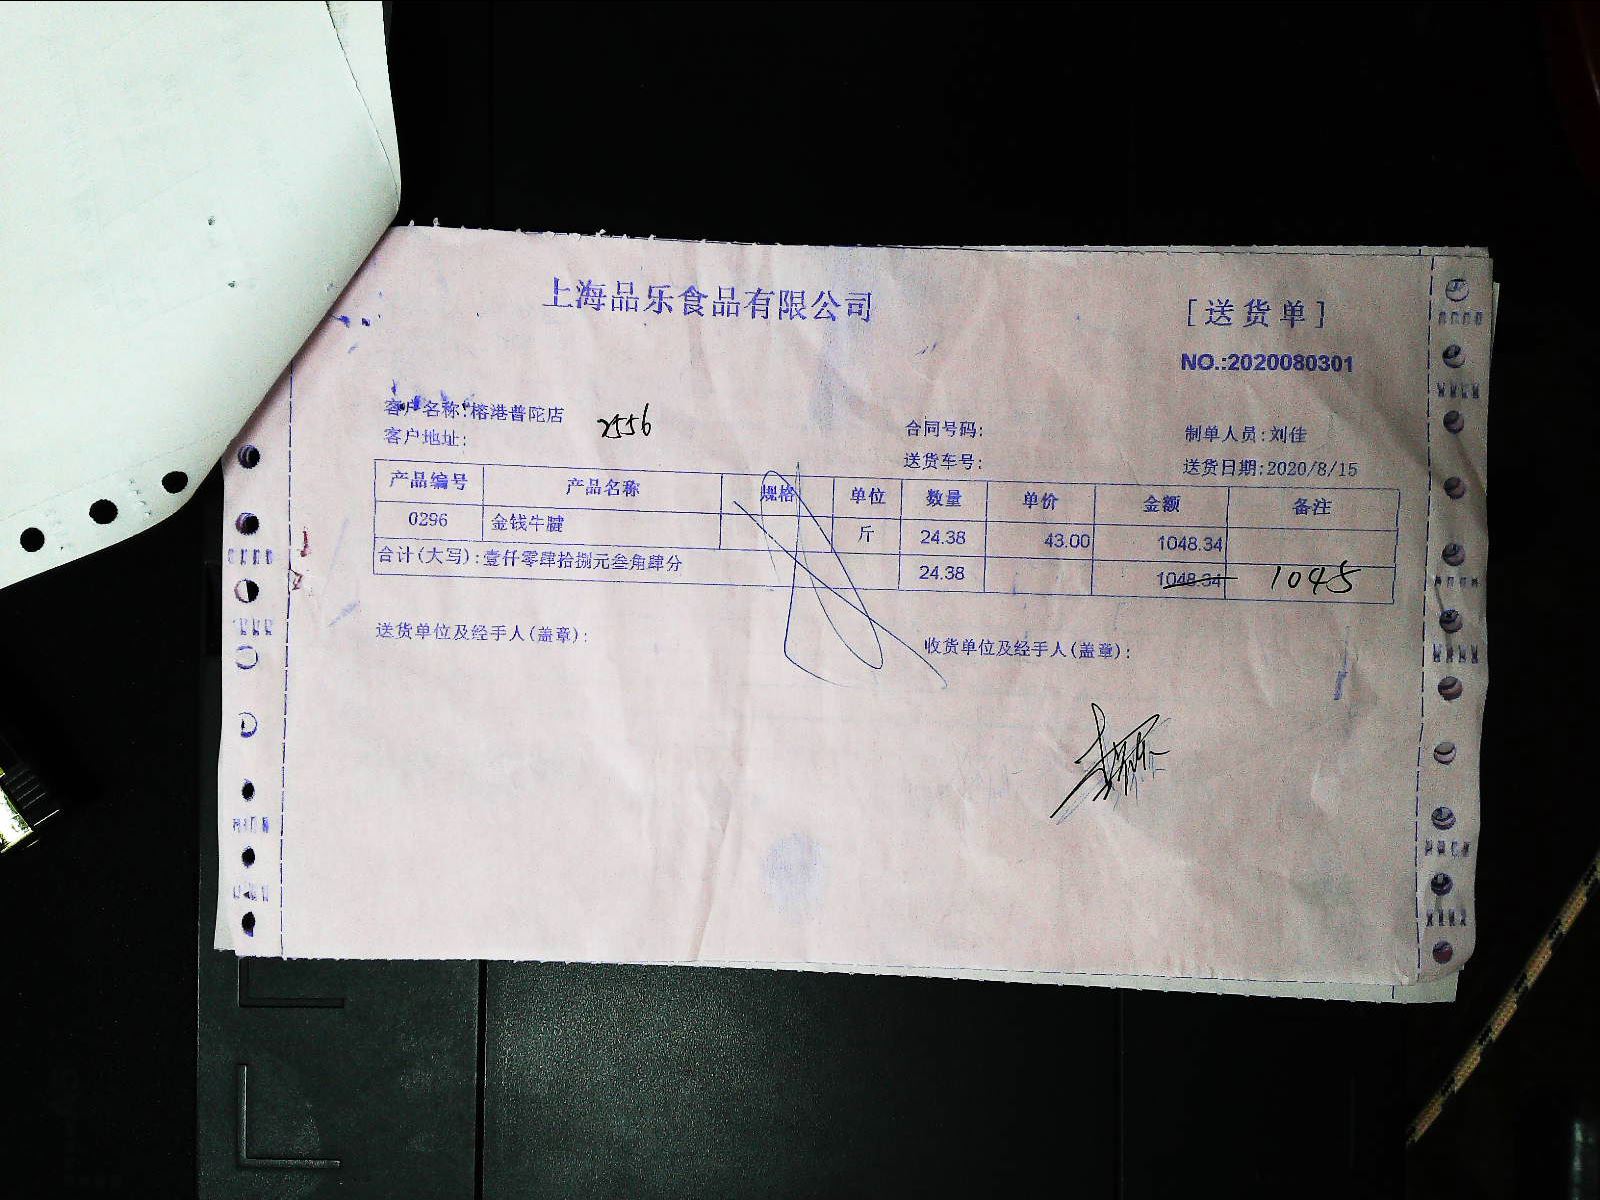 上海品乐食品有限公司
[送货单]
NO.:2020080301
客户名称:榕港普陀店
2556
客户地址:
合同号码:
制单人员:刘佳
送货车号:
送货日期:2020/8/15
产品编号 产品名称 规格 单位 数量 单价 金额 备注
0296 金钱牛腱 斤 24.38 43.00 1048.34
合计(大写):壹仟零肆拾捌元叁角肆分 24.38 1048.34 1045
送货单位及经手人(盖章):
收货单位及经手人(盖章):